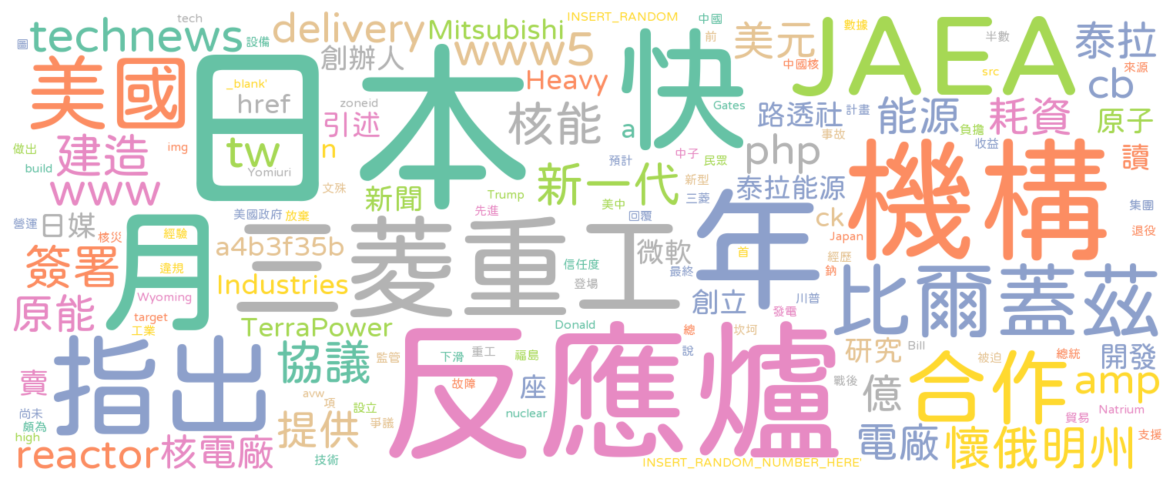 tech
INSERT_RANDOM
中國
圖
technews
設備
delivery
Mitsubishi
www5
前
美元
數據
JAEA
半數
泰拉
創辦人
美國
_blank'
日本
快
Heavy
中國核
src
來源
cb
href
zoneid
引述
核能
a
Gates
路透社
計畫
能源
耗資
原子
做出
建造
img
tw
n
事故
負擔
收益
php
讀
build
www
Yomiuri
文殊
新聞
Trump
新一代
預計
中子
民眾
新型
泰拉能源
三菱
機構
集團
營運
日媒
美國政府
放棄
經驗
先進
美中
回覆
年
ck
Japan
退役
核災
簽署
月
違規
a4b3f35b
三菱重工
信任度
微軟
最終
首
經歷
鈉
原能
Wyoming
target
工業
Industries
登場
創立
川普
比爾蓋茲
TerraPower
Donald
總
坎坷
發電
指出
協議
監管
下滑
重工
福島
反應爐
說
研究
Bill
被迫
總統
開發
賣
avw
項
故障
座
戰後
億
合作
amp
尚未
頗為
high
設立
爭議
nuclear
貿易
Natrium
reactor
核電廠
提供
技術
INSERT_RANDOM_NUMBER_HERE'
電廠
懷俄明州
支援